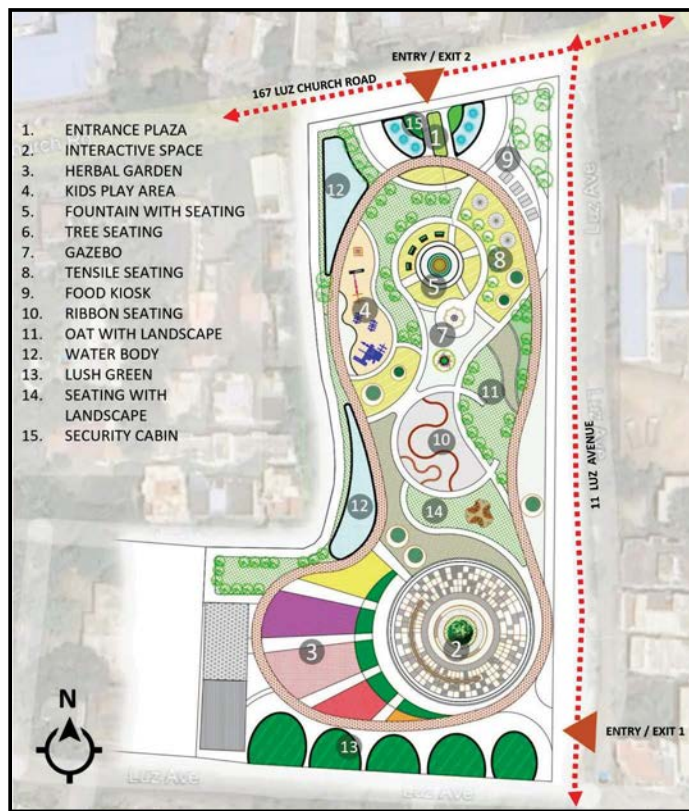 ENTRY / EXIT 2
167 LUZ CHURCH ROAD
1. ENTRANCE PLAZA
2. INTERACTIVE SPACE
3. HERBAL GARDEN
4. KIDS PLAY AREA
5. FOUNTAIN WITH SEATING
6. TREE SEATING
7. GAZEBO
8. TENSILE SEATING
9. FOOD KIOSK
10. RIBBON SEATING
11. OAT WITH LANDSCAPE
12. WATER BODY
13. LUSH GREEN
14. SEATING WITH
LANDSCAPE
15. SECURITY CABIN
15
1
9
12
8
5
4
7
11
10
14
12
2
3
13
Luz Ave
11 LUZ AVENUE
N
ENTRY / EXIT 1
Luz Ave
Luz Ave